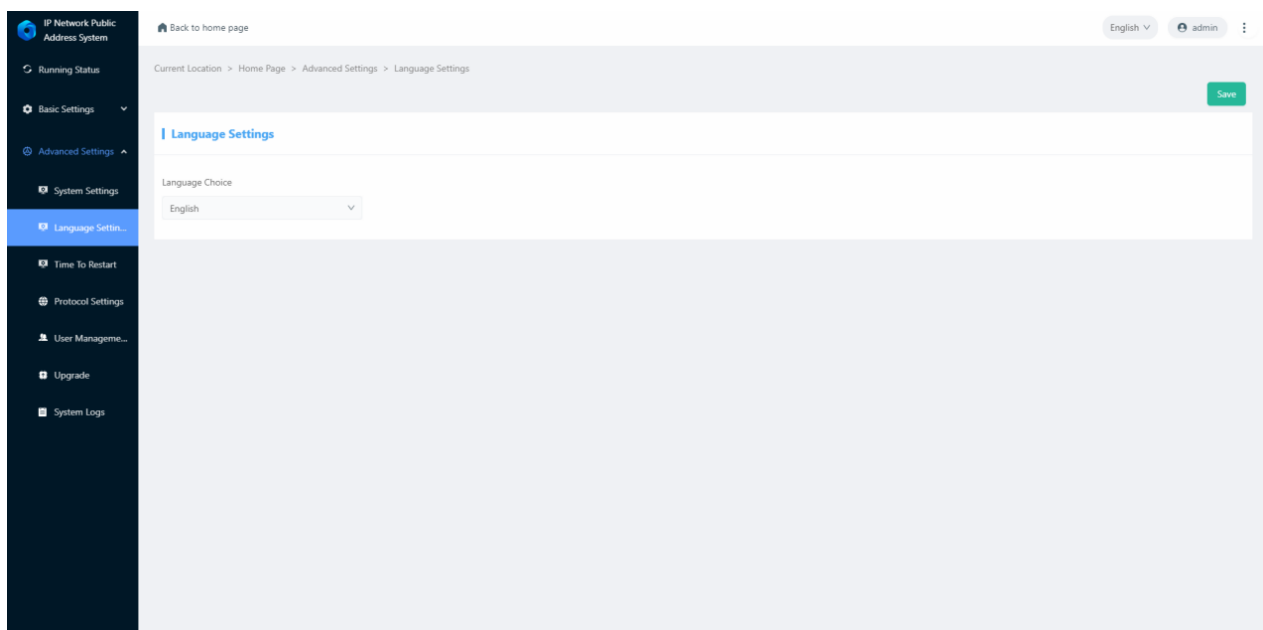 IP Network Public
Address System
Back to home page
English
admin
Running Status
Current Location > Home Page > Advanced Settings > Language Settings
Save
Basic Settings
Language Settings
Advanced Settings
Language Choice
System Settings
English
Language Settin...
Time To Restart
Protocol Settings
User Manageme...
Upgrade
System Logs